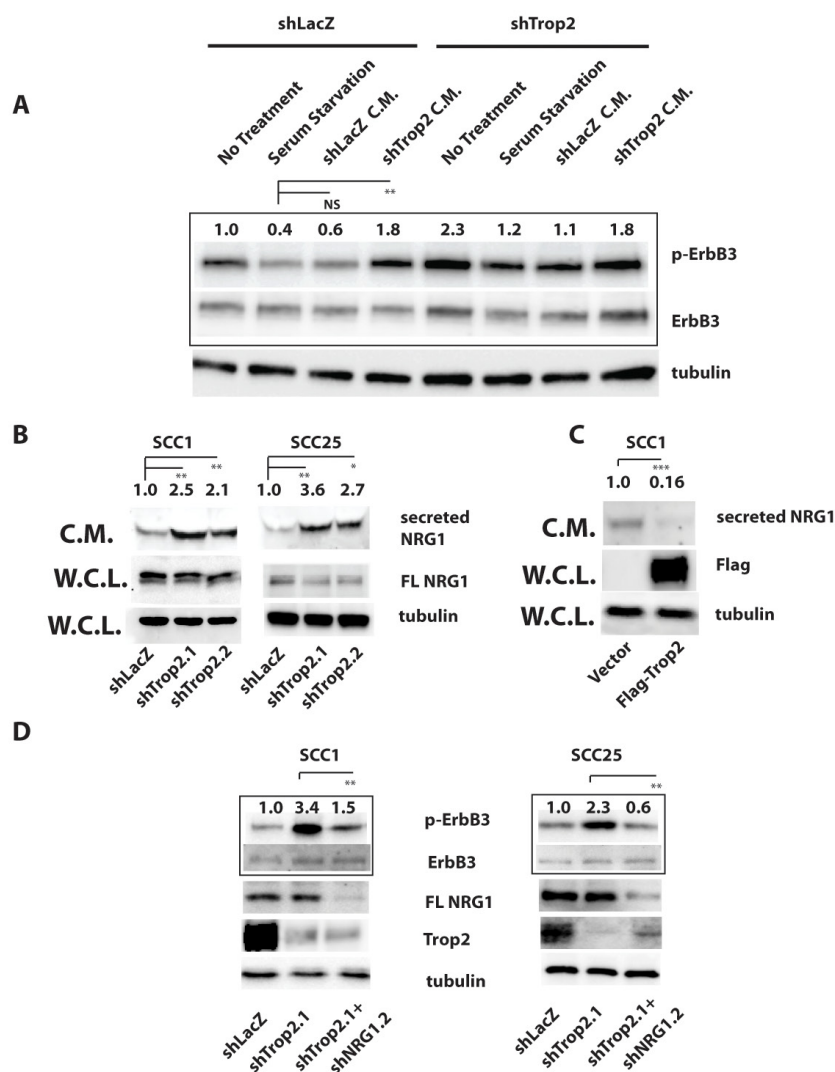 shLacZ shTrop2
A
No Treatment Serum Starvation shLacZ C.M. shTrop2 C.M. No Treatment Serum Starvation shLacZ C.M. shTrop2 C.M.
**
NS
1.0 0.4 0.6 1.8 2.3 1.2 1.1 1.8
p-ErbB3
ErbB3
tubulin
B
SCC1 SCC25
** ** ** *
1.0 2.5 2.1 1.0 3.6 2.7
C.M. secreted
NRG1
W.C.L. FL NRG1
W.C.L. tubulin
shLacZ shTrop2.1 shTrop2.2 shLacZ shTrop2.1 shTrop2.2
C
SCC1
***
1.0 0.16
C.M. secreted NRG1
W.C.L. Flag
W.C.L. tubulin
Vector Flag-Trop2
D
SCC1 SCC25
** **
1.0 3.4 1.5 1.0 2.3 0.6
p-ErbB3
ErbB3
FL NRG1
Trop2
tubulin
shLacZ shTrop2.1 shTrop2.1+ shLacZ shTrop2.1 shTrop2.1+
shNRG1.2 shNRG1.2